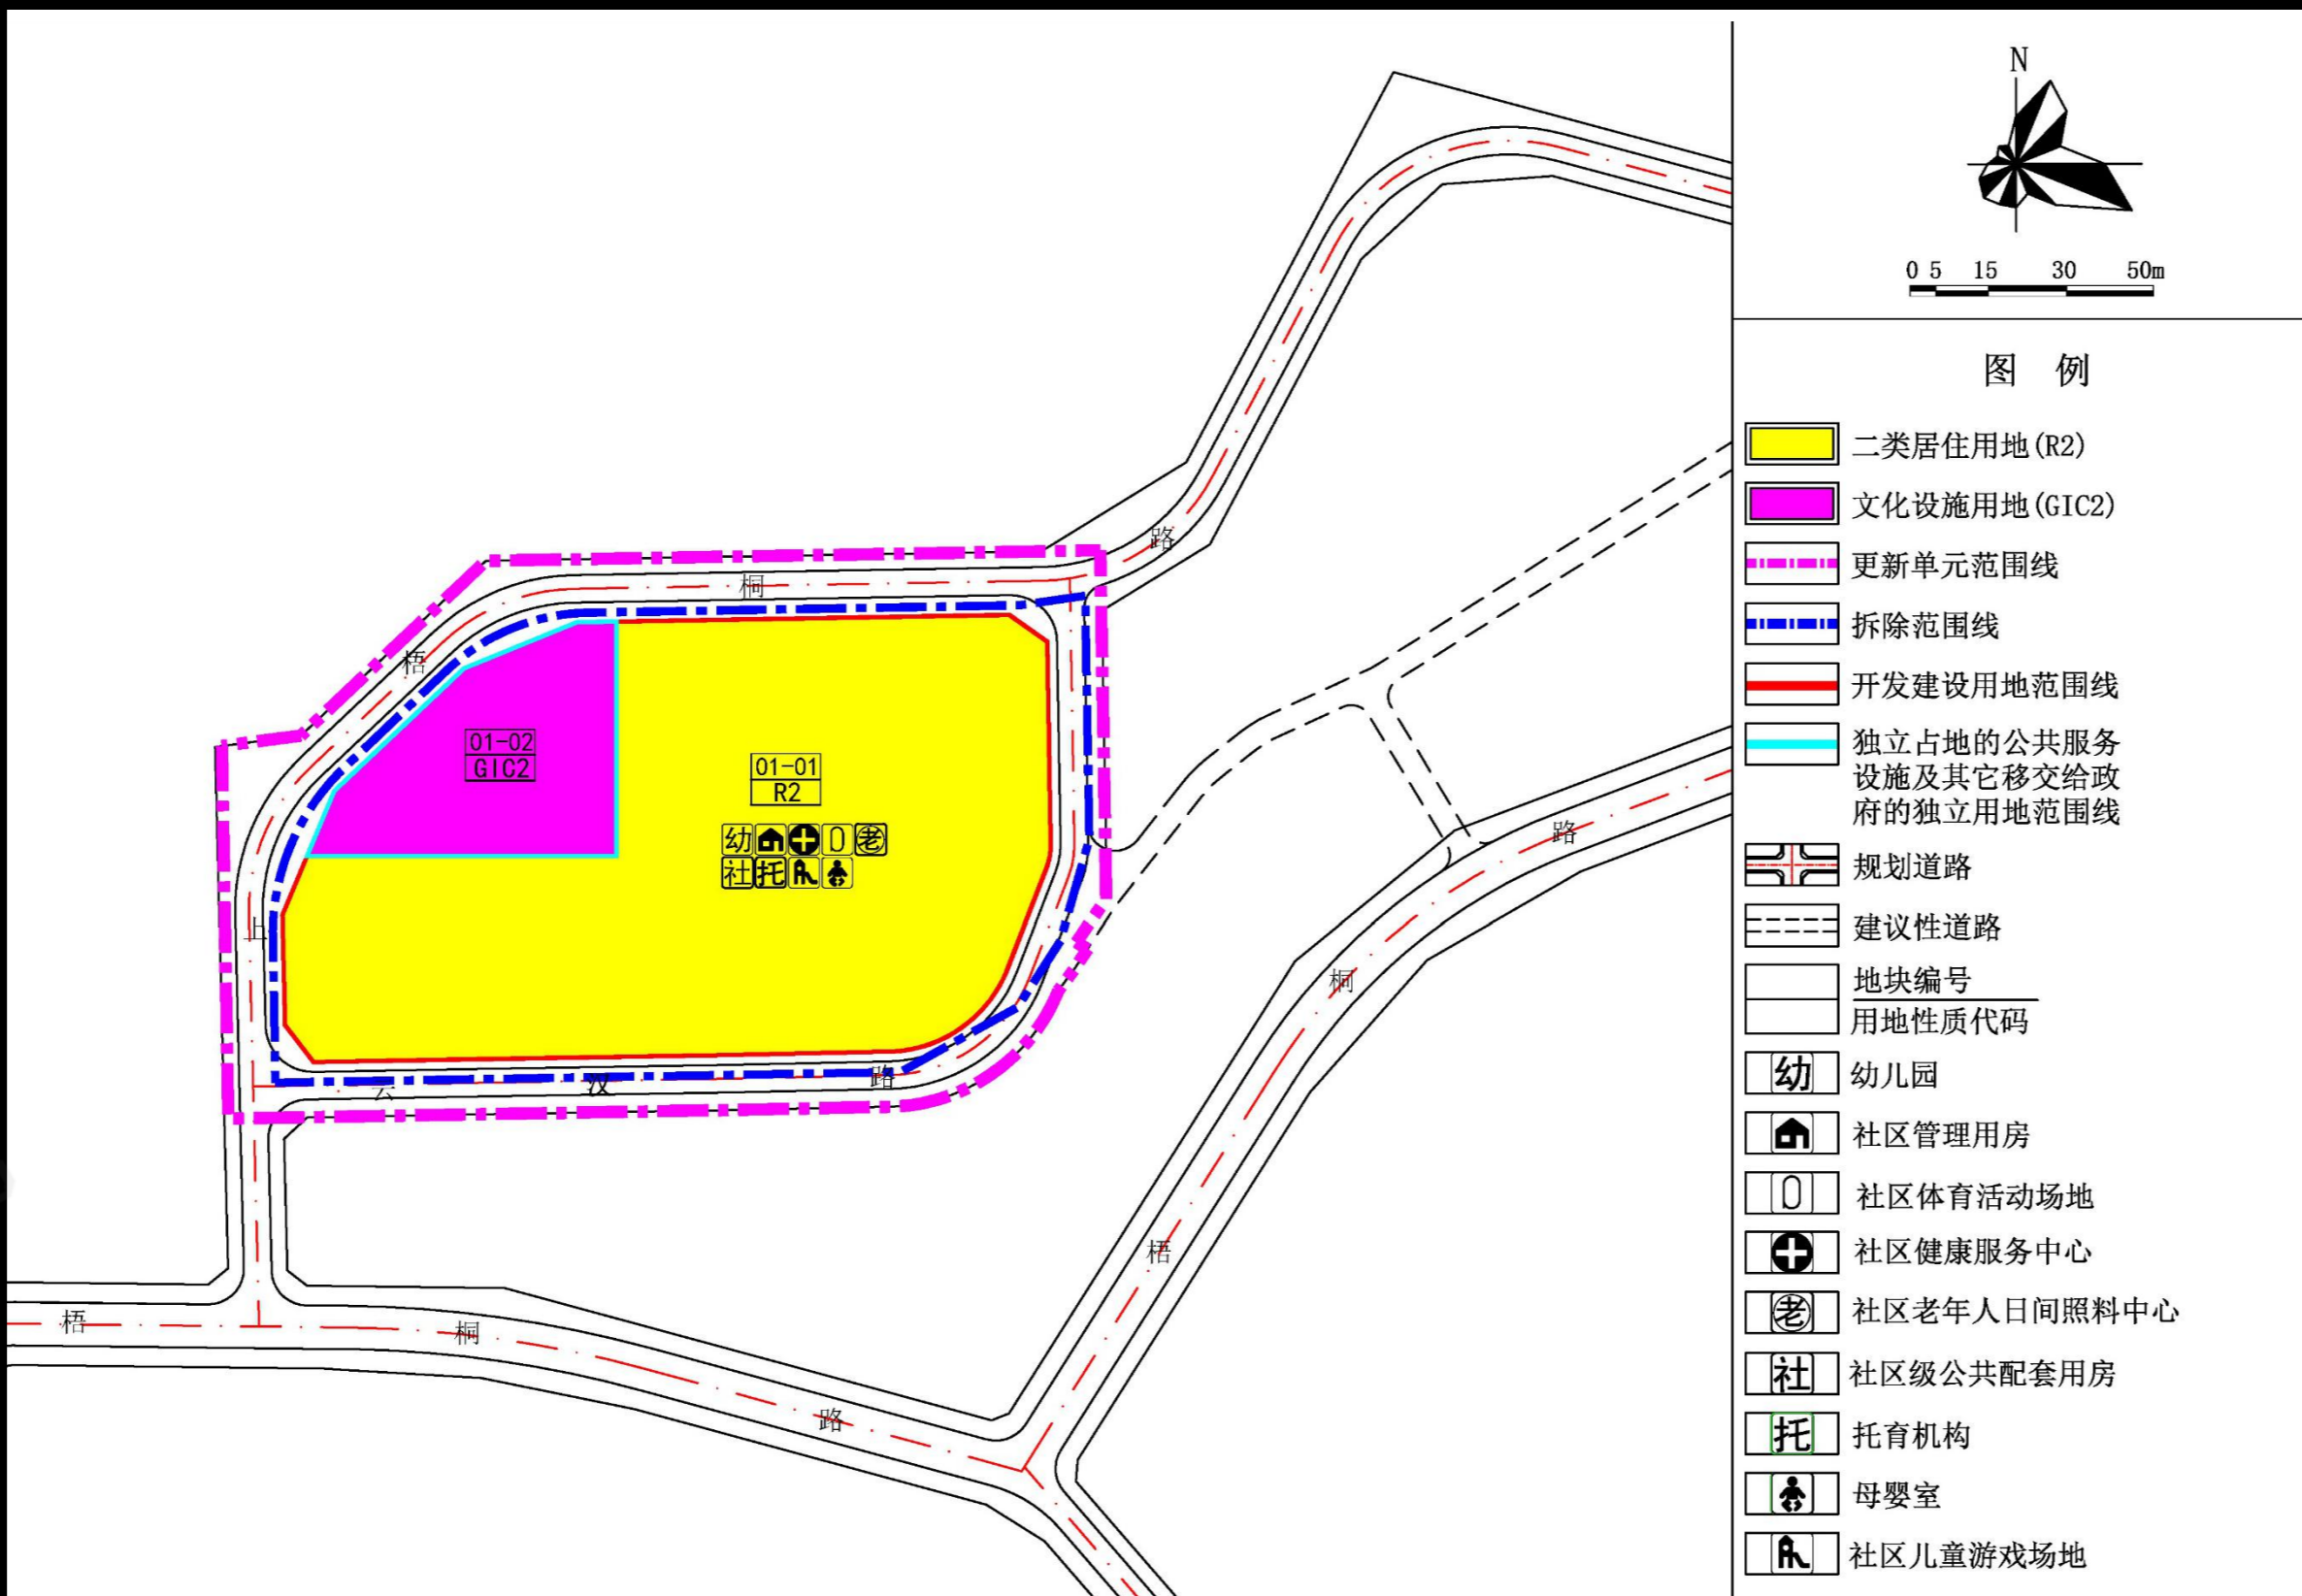 N
0 5 15 30 50m
图 例
二类居住用地(R2)
文化设施用地(GIC2)
更新单元范围线
拆除范围线
开发建设用地范围线
独立占地的公共服务
设施及其它移交给政
府的独立用地范围线
规划道路
建议性道路
地块编号
用地性质代码
幼 幼儿园
社区管理用房
社区体育活动场地
社区健康服务中心
老 社区老年人日间照料中心
社 社区级公共配套用房
托 托育机构
母婴室
社区儿童游戏场地
上 梧 桐 路
01-02
GIC2
01-01
R2
幼 老
社 托
云 汉 路
梧 桐 路
梧 桐 路